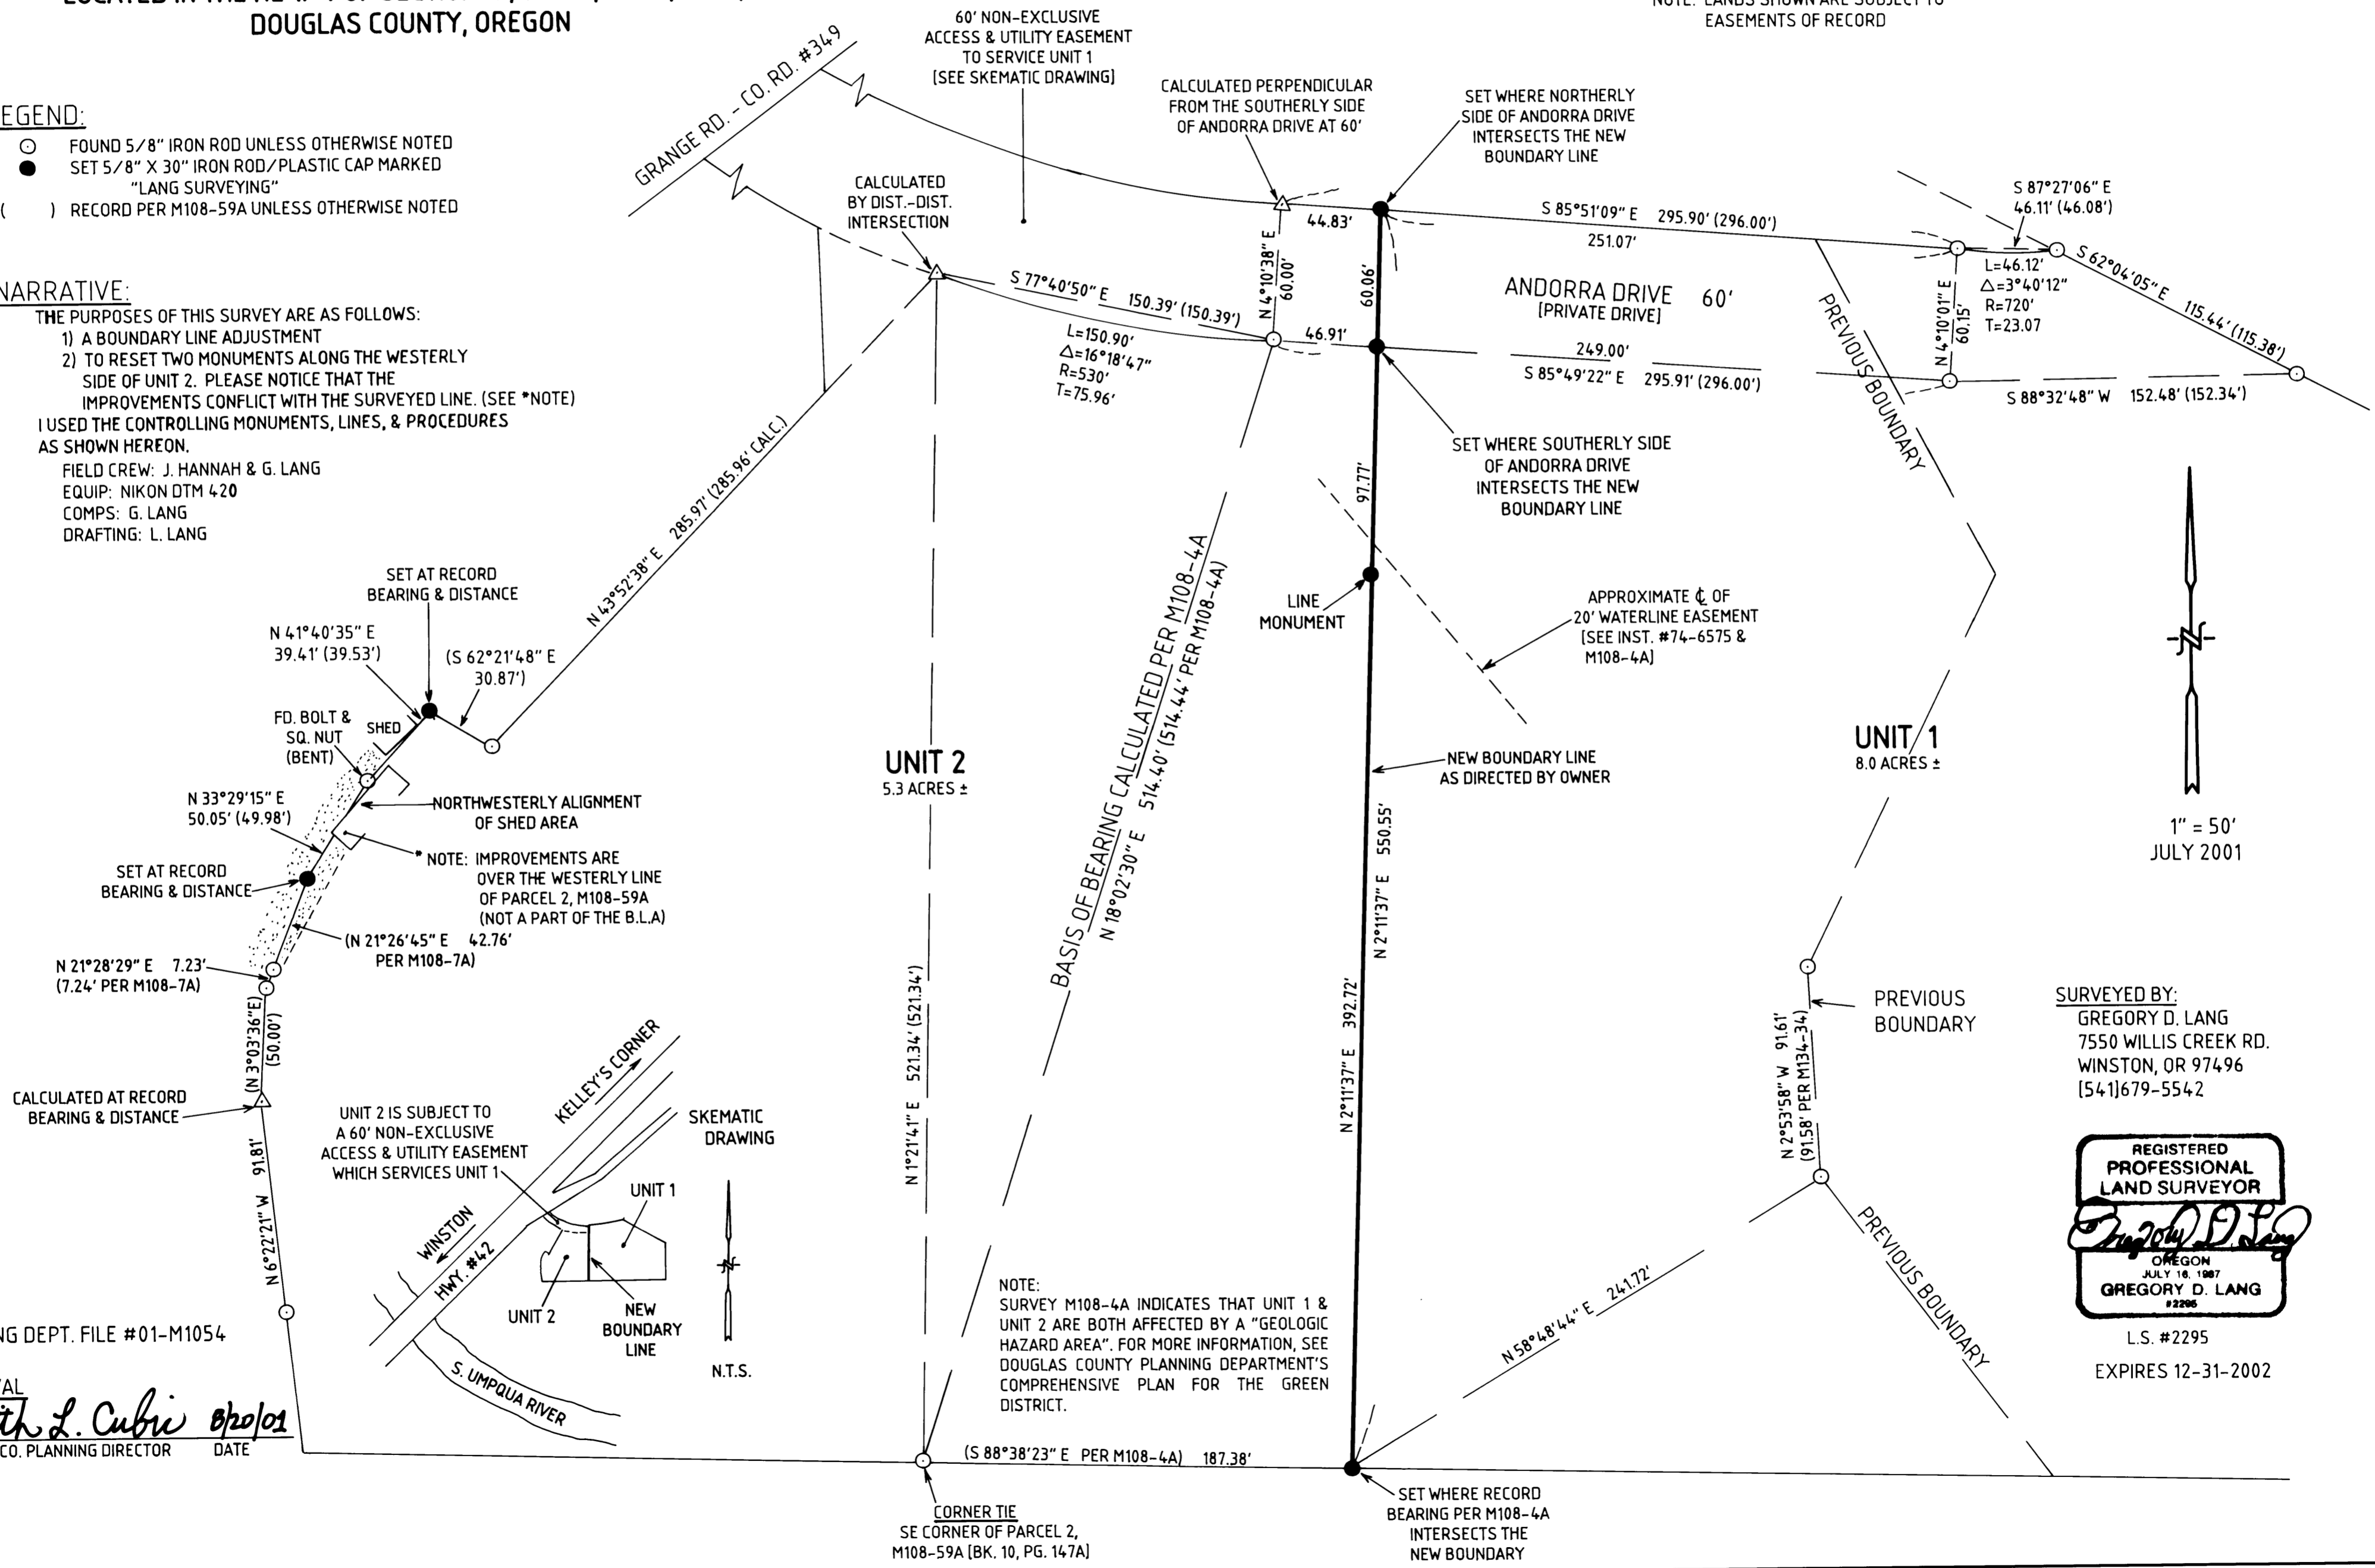 DOUGLAS COUNTY, OREGON
EASEMENTS OF RECORD
60' NON-EXCLUSIVE
ACCESS & UTILITY EASEMENT
TO SERVICE UNIT 1
[SEE SKEMATIC DRAWING]
GRANGE RD. - CO. RD. #349
CALCULATED PERPENDICULAR
FROM THE SOUTHERLY SIDE
OF ANDORRA DRIVE AT 60'
SET WHERE NORTHERLY
SIDE OF ANDORRA DRIVE
INTERSECTS THE NEW
BOUNDARY LINE
EGEND:
FOUND 5/8" IRON ROD UNLESS OTHERWISE NOTED
SET 5/8" X 30" IRON ROD/PLASTIC CAP MARKED
"LANG SURVEYING"
( ) RECORD PER M108-59A UNLESS OTHERWISE NOTED
NARRATIVE:
THE PURPOSES OF THIS SURVEY ARE AS FOLLOWS:
1) A BOUNDARY LINE ADJUSTMENT
2) TO RESET TWO MONUMENTS ALONG THE WESTERLY
SIDE OF UNIT 2. PLEASE NOTICE THAT THE
IMPROVEMENTS CONFLICT WITH THE SURVEYED LINE. (SEE *NOTE)
I USED THE CONTROLLING MONUMENTS, LINES, & PROCEDURES
AS SHOWN HEREON.
FIELD CREW: J. HANNAH & G. LANG
EQUIP: NIKON DTM 420
COMPS: G. LANG
DRAFTING: L. LANG
CALCULATED
BY DIST.-DIST.
INTERSECTION
S 77°40'50" E 150.39' (150.39')
L=150.90'
△=16°18'47"
R=530'
T=75.96'
N 4°10'38" E
60.00'
44.83'
46.91'
60.06'
S 85°51'09" E 295.90' (296.00')
251.07'
ANDORRA DRIVE 60'
[PRIVATE DRIVE]
249.00'
S 85°49'22" E 295.91' (296.00')
PREVIOUS BOUNDARY
S 87°27'06" E
46.11' (46.08')
L=46.12'
△=3°40'12"
R=720'
T=23.07
N 4°10'01" E
60.15'
S 62°04'05" E 115.44' (115.38')
S 88°32'48" W 152.48' (152.34')
SET WHERE SOUTHERLY SIDE
OF ANDORRA DRIVE
INTERSECTS THE NEW
BOUNDARY LINE
97.77'
LINE
MONUMENT
APPROXIMATE ℄ OF
20' WATERLINE EASEMENT
[SEE INST. #74-6575 &
M108-4A]
N 43°52'38" E 285.97' (285.96' CALC.)
SET AT RECORD
BEARING & DISTANCE
N 41°40'35" E
39.41' (39.53')
(S 62°21'48" E
30.87')
FD. BOLT &
SQ. NUT
(BENT)
SHED
N 33°29'15" E
50.05' (49.98')
NORTHWESTERLY ALIGNMENT
OF SHED AREA
* NOTE: IMPROVEMENTS ARE
OVER THE WESTERLY LINE
OF PARCEL 2, M108-59A
(NOT A PART OF THE B.L.A)
SET AT RECORD
BEARING & DISTANCE
(N 21°26'45" E 42.76'
PER M108-7A)
N 21°28'29" E 7.23'
(7.24' PER M108-7A)
(N 3°03'36"E)
(50.00')
CALCULATED AT RECORD
BEARING & DISTANCE
N 6°22'21" W 91.81'
UNIT 2
5.3 ACRES ±
N 1°21'41" E 521.34' (521.34')
BASIS OF BEARING CALCULATED PER M108-4A
N 18°02'30" E 514.40' (514.44' PER M108-4A)
NEW BOUNDARY LINE
AS DIRECTED BY OWNER
N 2°11'37" E 550.55'
N 2°11'37" E 392.72'
UNIT 1
8.0 ACRES ±
N
1" = 50'
JULY 2001
PREVIOUS
BOUNDARY
N 2°53'58" W 91.61'
(91.58' PER M134-34)
SURVEYED BY:
GREGORY D. LANG
7550 WILLIS CREEK RD.
WINSTON, OR 97496
[541]679-5542
REGISTERED
PROFESSIONAL
LAND SURVEYOR
Gregory D. Lang
OREGON
JULY 16, 1987
GREGORY D. LANG
#2295
L.S. #2295
EXPIRES 12-31-2002
PREVIOUS BOUNDARY
N 58°48'44" E 241.72'
UNIT 2 IS SUBJECT TO
A 60' NON-EXCLUSIVE
ACCESS & UTILITY EASEMENT
WHICH SERVICES UNIT 1
KELLEY'S CORNER
SKEMATIC
DRAWING
WINSTON
HWY. #42
UNIT 1
UNIT 2
NEW
BOUNDARY
LINE
N
N.T.S.
S. UMPQUA RIVER
NOTE:
SURVEY M108-4A INDICATES THAT UNIT 1 &
UNIT 2 ARE BOTH AFFECTED BY A "GEOLOGIC
HAZARD AREA". FOR MORE INFORMATION, SEE
DOUGLAS COUNTY PLANNING DEPARTMENT'S
COMPREHENSIVE PLAN FOR THE GREEN
DISTRICT.
NG DEPT. FILE #01-M1054
VAL
th L. Cubic 8/20/01
CO. PLANNING DIRECTOR DATE
(S 88°38'23" E PER M108-4A) 187.38'
CORNER TIE
SE CORNER OF PARCEL 2,
M108-59A [BK. 10, PG. 147A]
SET WHERE RECORD
BEARING PER M108-4A
INTERSECTS THE
NEW BOUNDARY